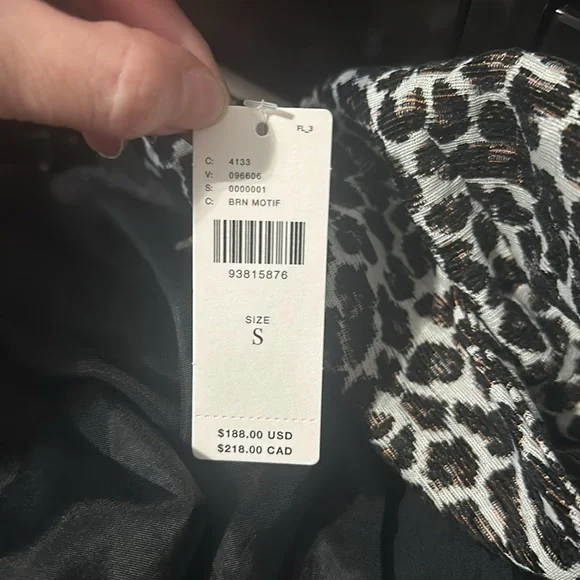 FL_3
C: 4133
V: 096606
S: 0000001
C: BRN MOTIF
93815876
SIZE
S
$188.00 USD
$218.00 CAD